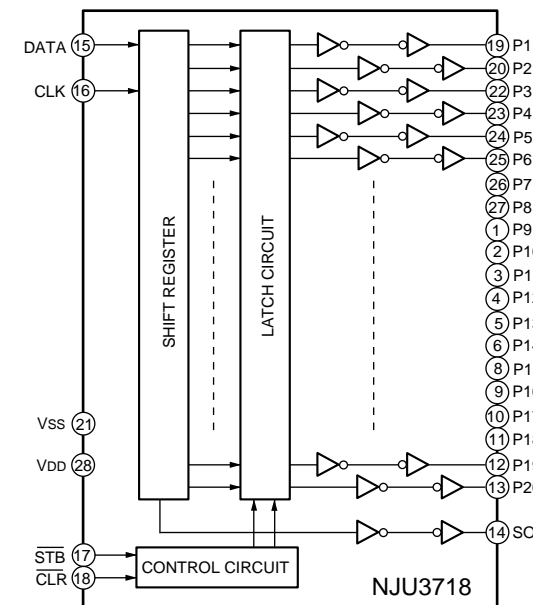 DATA 15
CLK 16
VSS 21
VDD 28
STB 17
CLR 18
SHIFT REGISTER
LATCH CIRCUIT
CONTROL CIRCUIT
19 P1
20 P2
22 P3
23 P4
24 P5
25 P6
26 P7
27 P8
1 P9
2
3
4
5
6
8
9
10
11
12
13
14
NJU3718